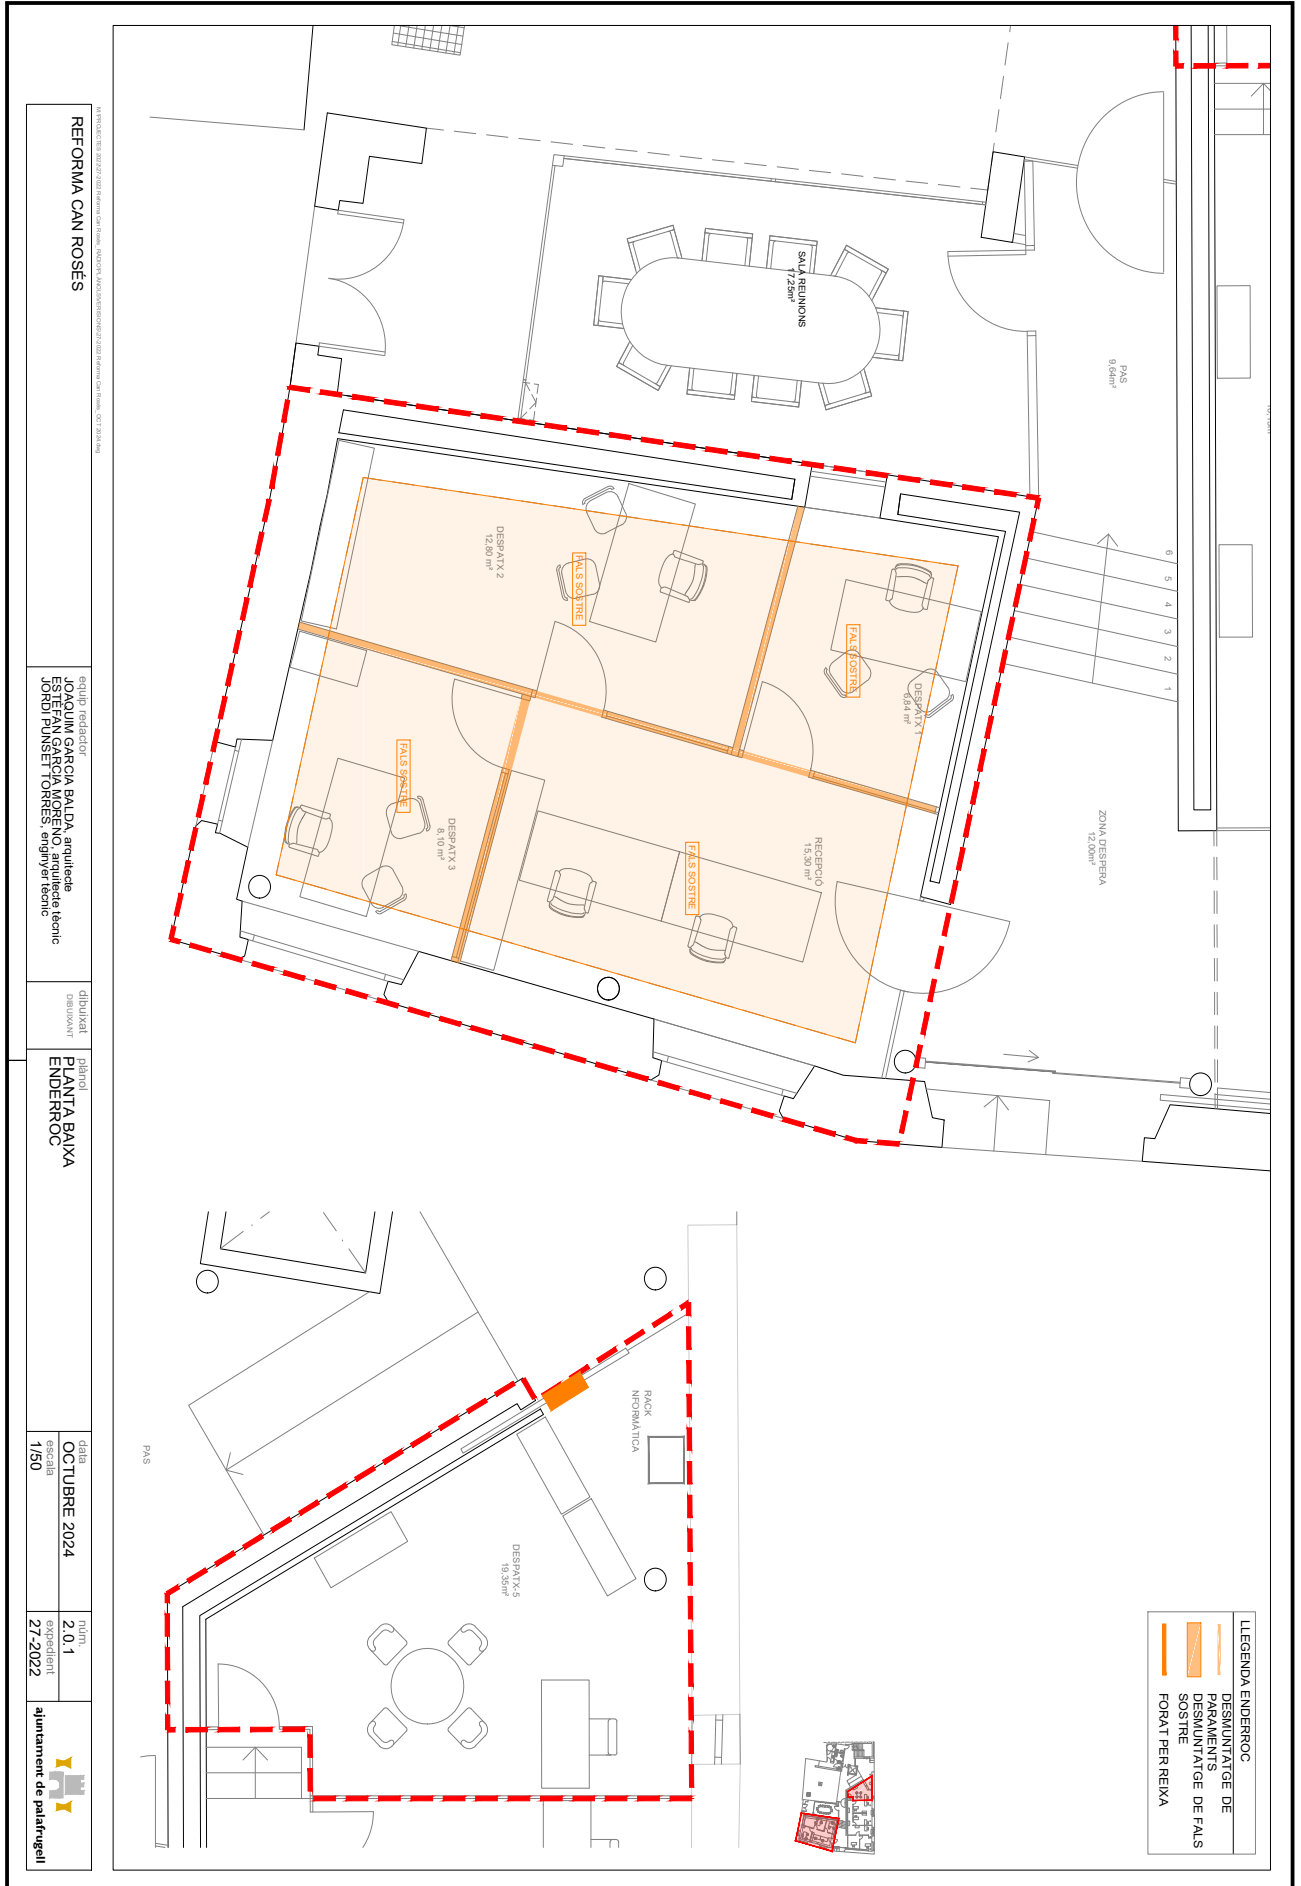 SALA REUNIONS
17,25m²
PAS
9,64m²
DESPATX 2
12,80 m²
FALS SOSTRE
FALS SOSTRE
DESPATX 1
6,84 m²
6
5
4
3
2
1
FALS SOSTRE
DESPATX 3
8,10 m²
FALS SOSTRE
RECEPCIÓ
15,30 m²
ZONA D'ESPERA
12,00m²
RACK
NFORMÀTICA
PAS
DESPATX-5
19,35m²
LLEGENDA ENDERROC
DESMUNTATGE DE
PARAMENTS
DESMUNTATGE DE FALS
SOSTRE
FORAT PER REIXA
REFORMA CAN ROSÉS
equip redactor
JOAQUIM GARCIA BALDA, arquitecte
ESTEFAN GARCIA MORENO, arquitecte tècnic
JORDI PUNSET TORRES, enginyer tècnic
dibuixat
DIBUIXANT
plànol
PLANTA BAIXA
ENDERROC
data
OCTUBRE 2024
escala
1/50
núm.
2.0.1
expedient
27-2022
ajuntament de palafrugell